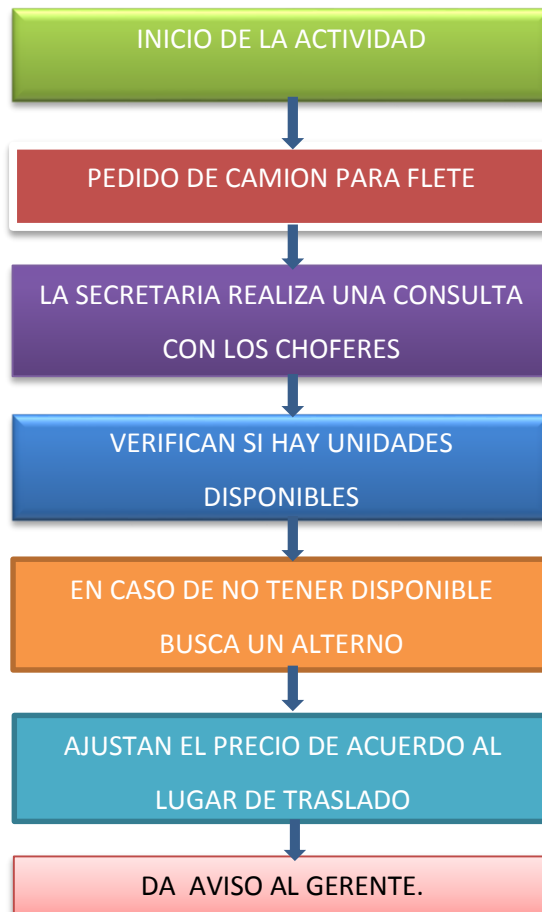 INICIO DE LA ACTIVIDAD
PEDIDO DE CAMION PARA FLETE
LA SECRETARIA REALIZA UNA CONSULTA
CON LOS CHOFERES
VERIFICAN SI HAY UNIDADES
DISPONIBLES
EN CASO DE NO TENER DISPONIBLE
BUSCA UN ALTERNO
AJUSTAN EL PRECIO DE ACUERDO AL
LUGAR DE TRASLADO
DA  AVISO AL GERENTE.